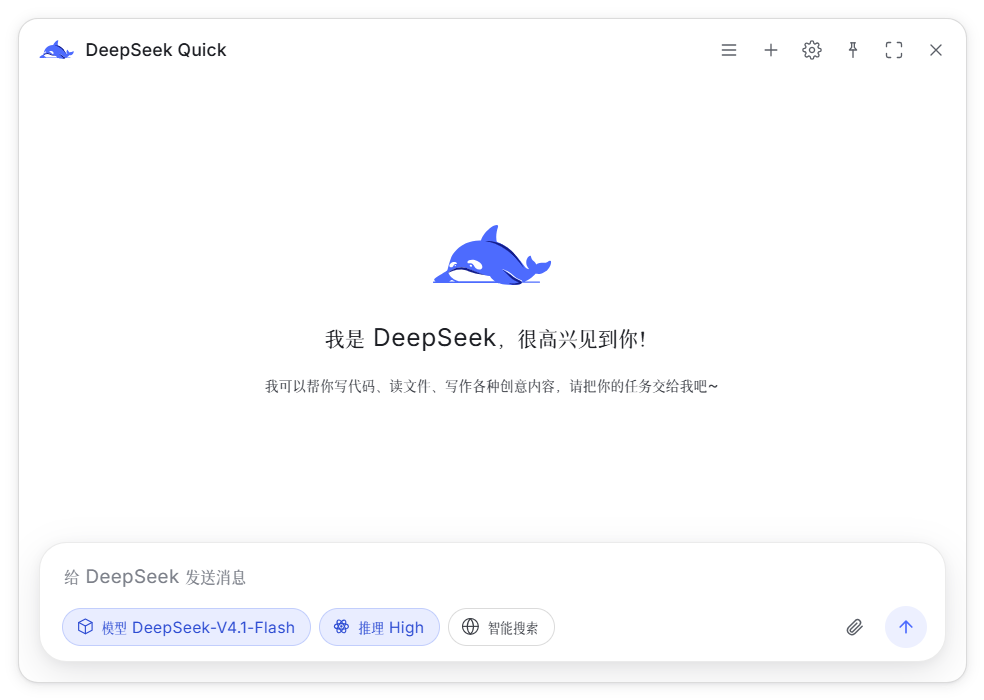 DeepSeek Quick
我是 DeepSeek，很高兴见到你！
我可以帮你写代码、读文件、写作各种创意内容，请把你的任务交给我吧~
给 DeepSeek 发送消息
模型 DeepSeek-V4.1-Flash 推理 High 智能搜索